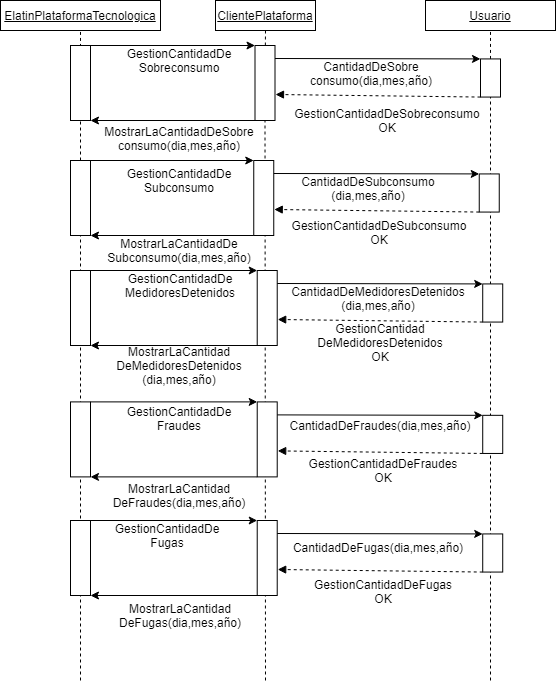 ElatinPlataformaTecnologica
ClientePlataforma
Usuario
GestionCantidadDe
Sobreconsumo
CantidadDeSobre
consumo(dia,mes,año)
GestionCantidadDeSobreconsumo
OK
MostrarLaCantidadDeSobre
consumo(dia,mes,año)
GestionCantidadDe
Subconsumo
CantidadDeSubconsumo
(dia,mes,año)
GestionCantidadDeSubconsumo
OK
MostrarLaCantidadDe
Subconsumo(dia,mes,año)
GestionCantidadDe
MedidoresDetenidos
CantidadDeMedidoresDetenidos
(dia,mes,año)
GestionCantidad
DeMedidoresDetenidos
OK
MostrarLaCantidad
DeMedidoresDetenidos
(dia,mes,año)
GestionCantidadDe
Fraudes
CantidadDeFraudes(dia,mes,año)
GestionCantidadDeFraudes
OK
MostrarLaCantidad
DeFraudes(dia,mes,año)
GestionCantidadDe
Fugas
CantidadDeFugas(dia,mes,año)
GestionCantidadDeFugas
OK
MostrarLaCantidad
DeFugas(dia,mes,año)